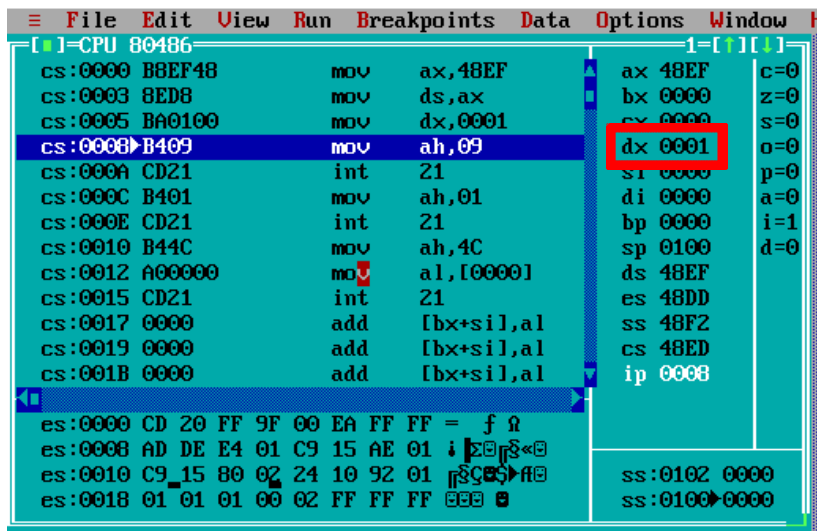 ≡ File Edit View Run Breakpoints Data Options Window H
[■]=CPU 80486 1=[↑][↓]
cs:0000 B8EF48 mov ax,48EF ax 48EF c=0
cs:0003 8ED8 mov ds,ax bx 0000 z=0
cs:0005 BA0100 mov dx,0001 cx 0000 s=0
cs:0008►B409 mov ah,09 dx 0001 o=0
cs:000A CD21 int 21 si 0000 p=0
cs:000C B401 mov ah,01 di 0000 a=0
cs:000E CD21 int 21 bp 0000 i=1
cs:0010 B44C mov ah,4C sp 0100 d=0
cs:0012 A00000 mov al,[0000] ds 48EF
cs:0015 CD21 int 21 es 48DD
cs:0017 0000 add [bx+si],al ss 48F2
cs:0019 0000 add [bx+si],al cs 48ED
cs:001B 0000 add [bx+si],al ip 0008
es:0000 CD 20 FF 9F 00 EA FF FF = ƒ Ω
es:0008 AD DE E4 01 C9 15 AE 01 ¡▐Σ☺╔§«☺
es:0010 C9 15 80 02 24 10 92 01 ╔§Ç☻$►Æ☺ ss:0102 0000
es:0018 01 01 01 00 02 FF FF FF ☺☺☺ ☻ ss:0100►0000